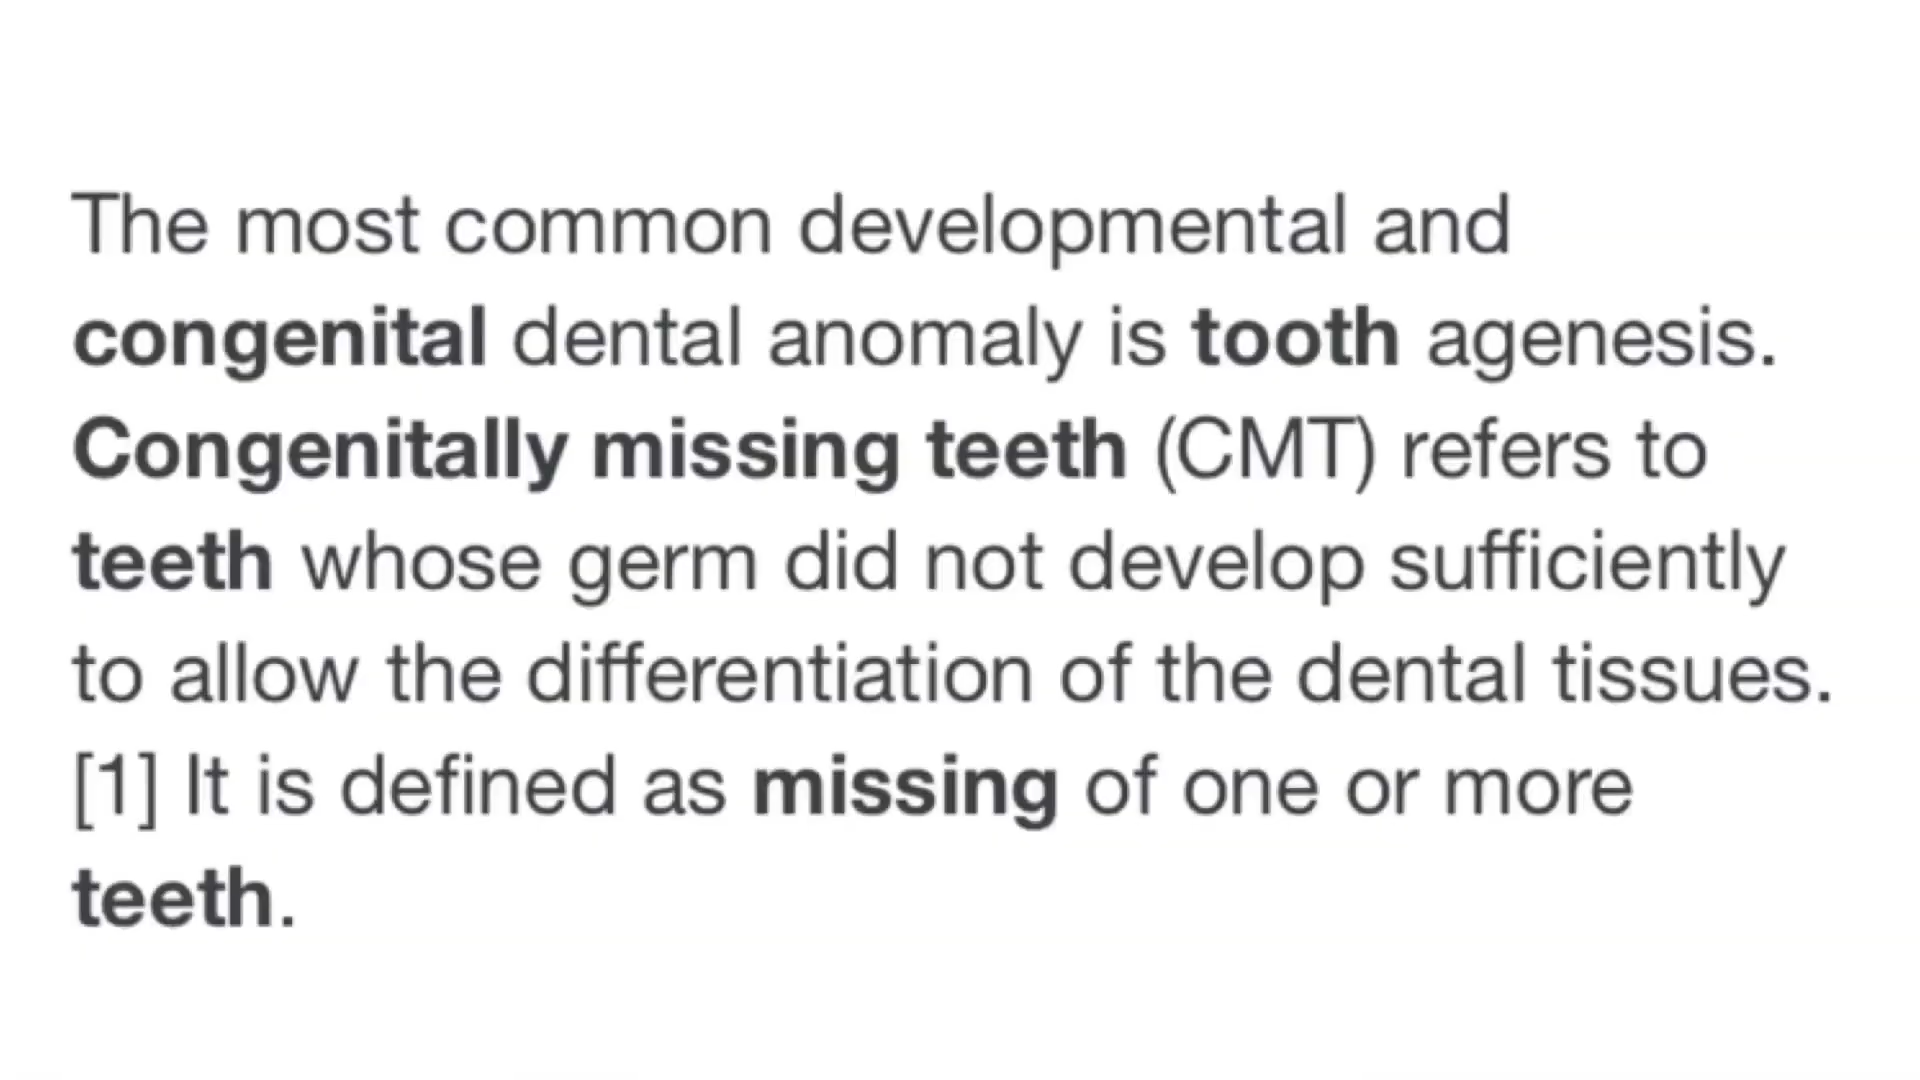 The most common developmental and
congenital dental anomaly is tooth agenesis.
Congenitally missing teeth (CMT) refers to
teeth whose germ did not develop sufficiently
to allow the differentiation of the dental tissues.
[1] It is defined as missing of one or more
teeth.